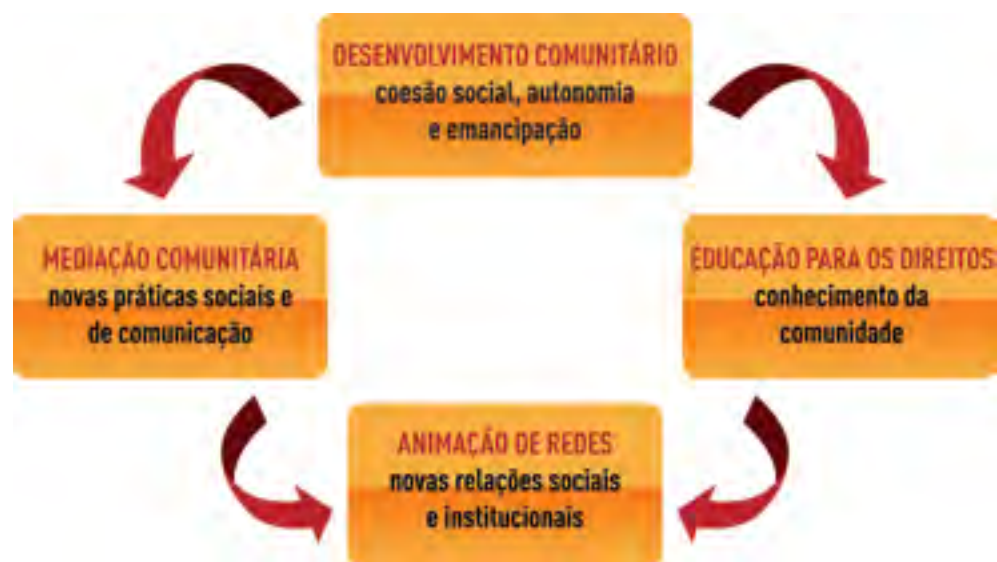 DESENVOLVIMENTO COMUNITÁRIO
coesão social, autonomia
e emancipação
MEDIAÇÃO COMUNITÁRIA
novas práticas sociais e
de comunicação
EDUCAÇÃO PARA OS DIREITOS
conhecimento da
comunidade
ANIMAÇÃO DE REDES
novas relações sociais
e institucionais